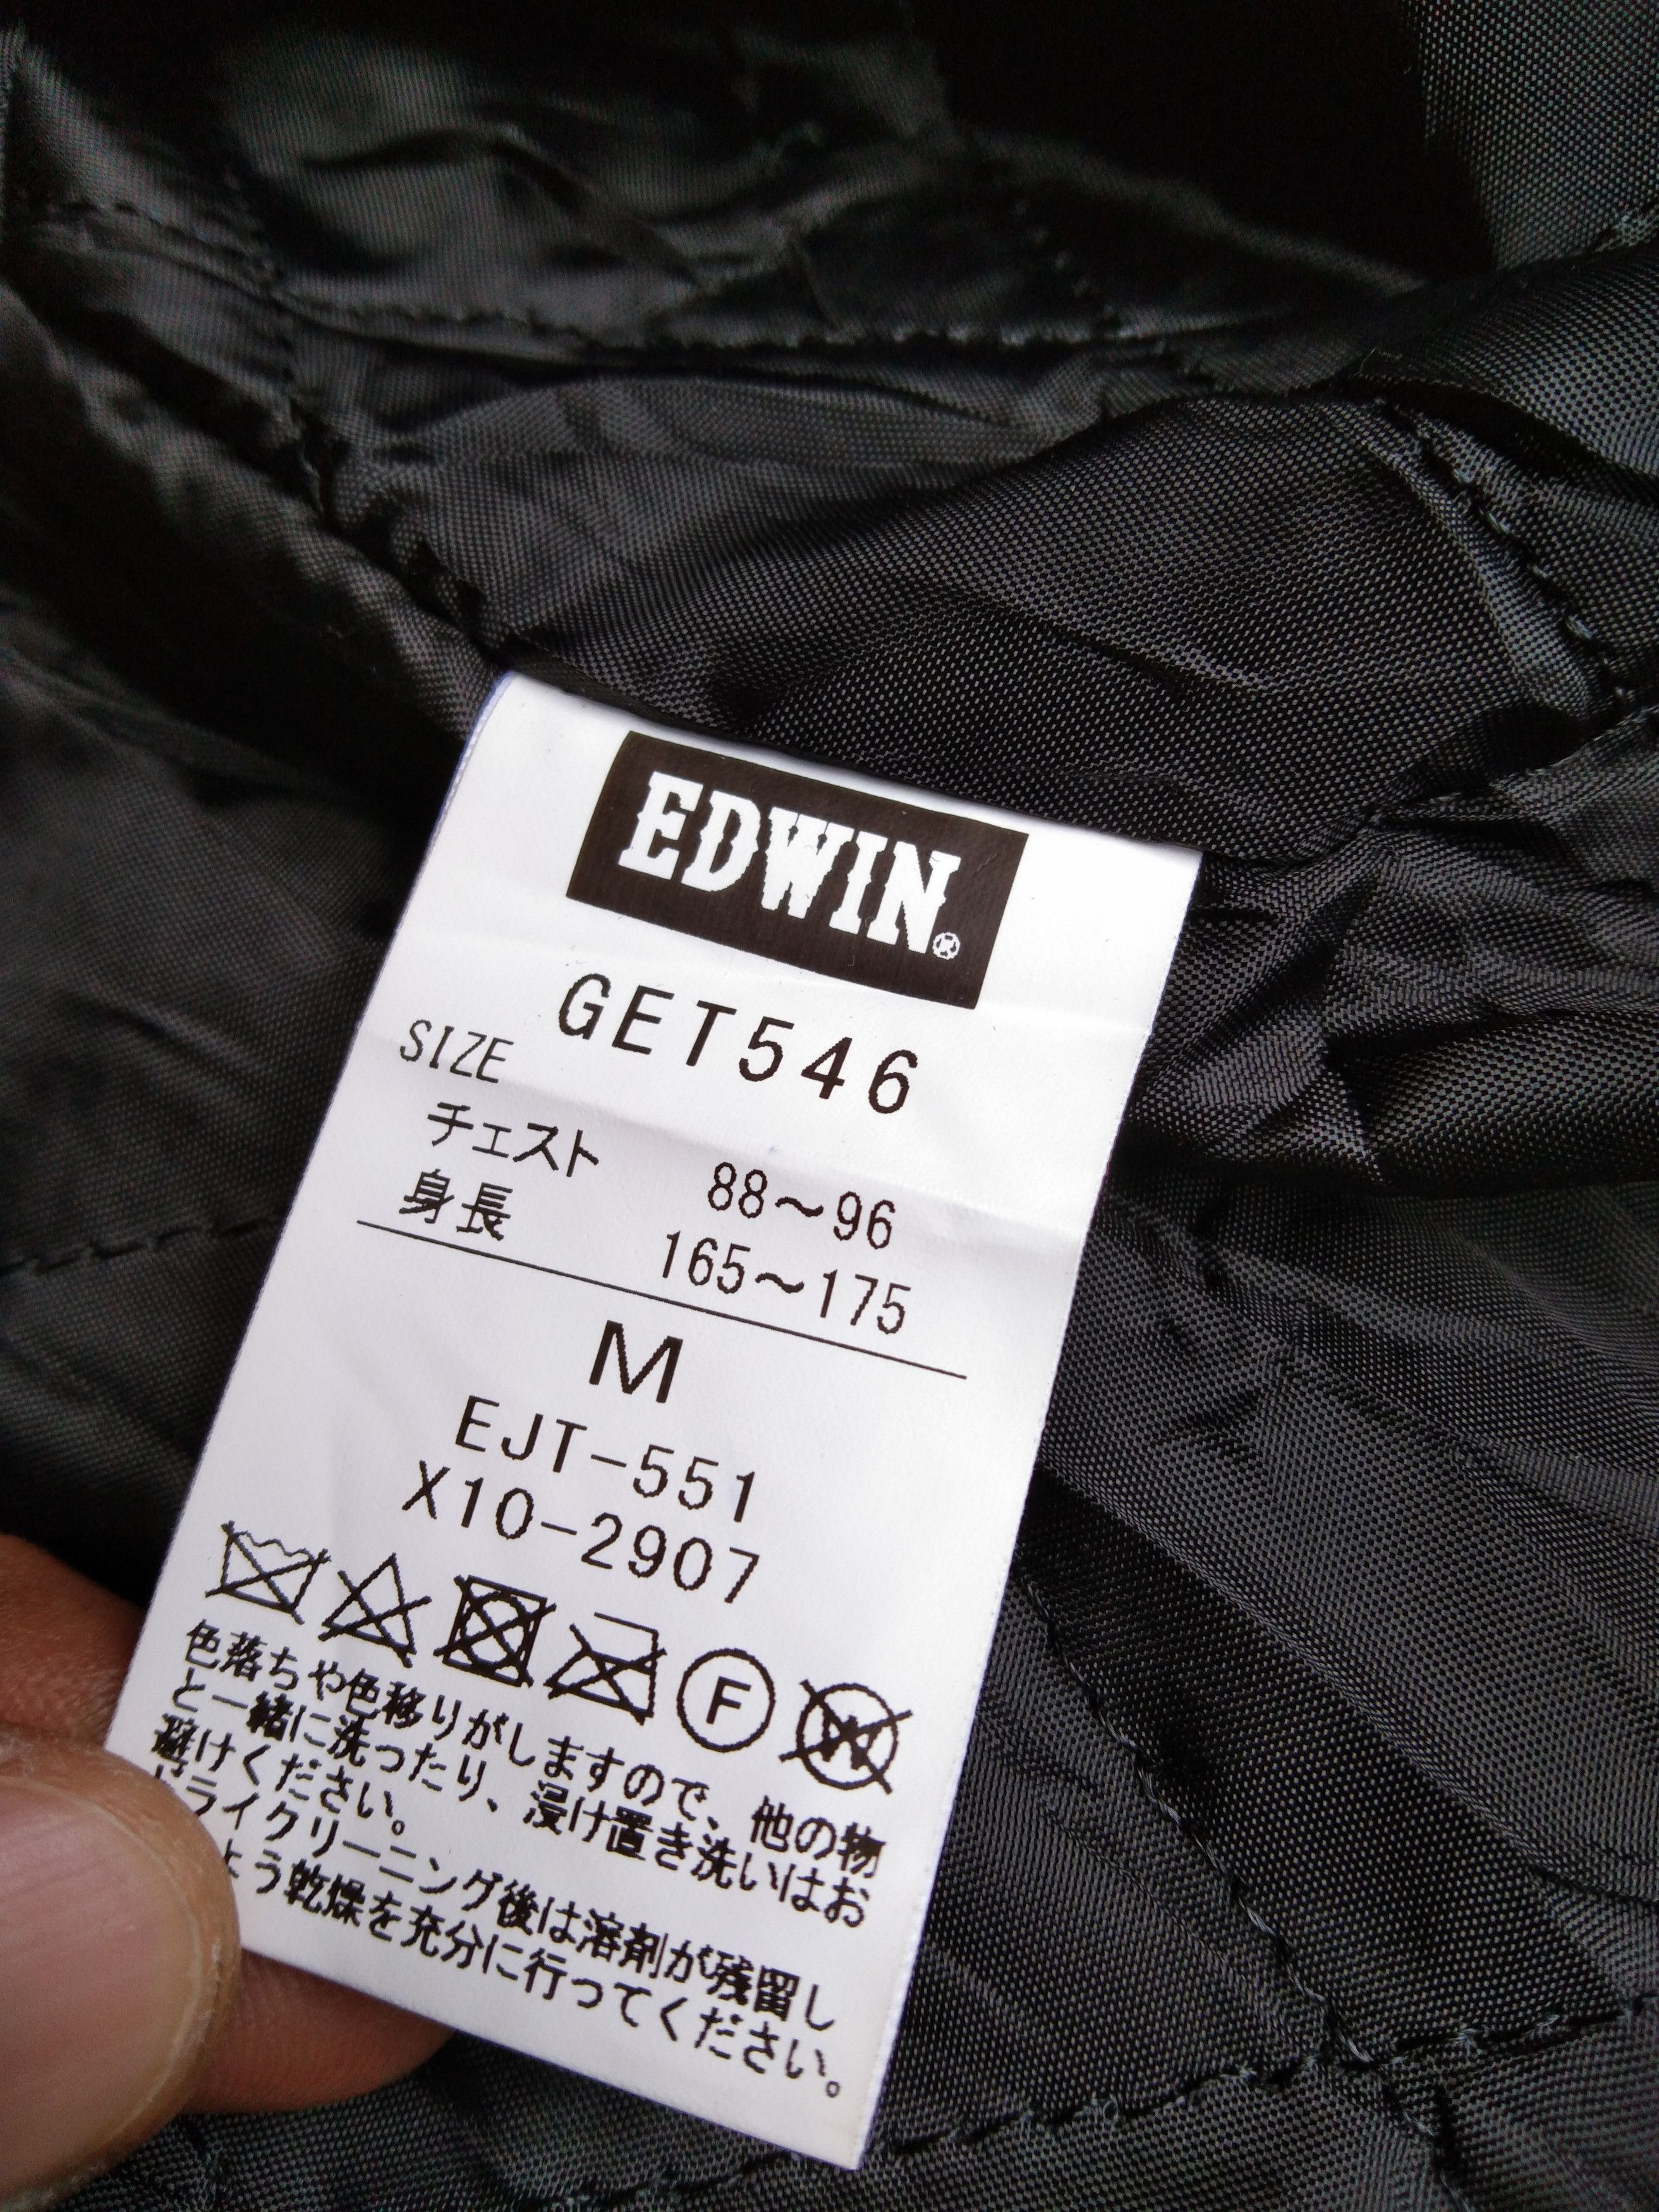 EDWIN®
GET546
SIZE
チェスト 88～96
身長 165～175
M
EJT-551
X10-2907
F W
色落ちや色移りがしますので、他の物
と一緒に洗ったり、浸け置き洗いはお
避けください。
ドライクリーニング後は溶剤が残留し
よう乾燥を充分に行ってください。